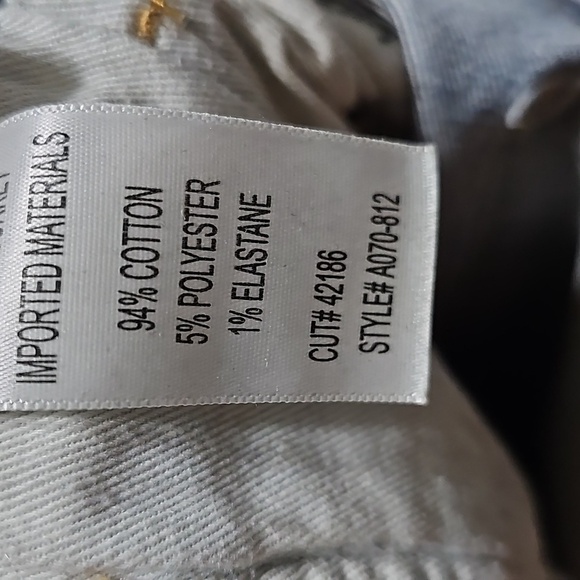 IMPORTED MATERIALS
94% COTTON
5% POLYESTER
1% ELASTANE
CUT# 42186
STYLE# A070-812